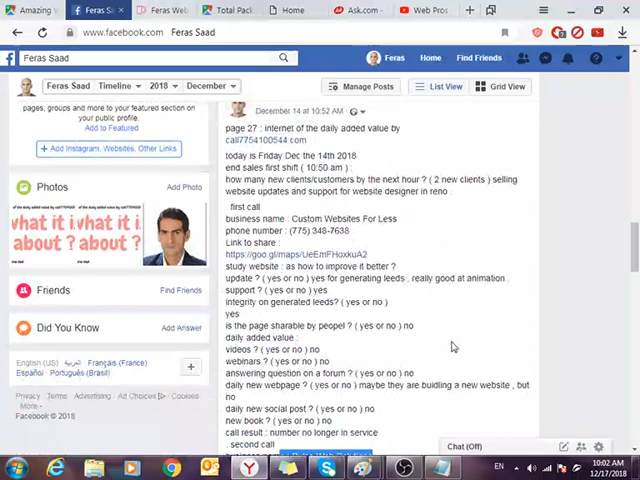 Amazing
Feras Saad
Feras Web
Total Pack
Home
Ask.com -
Web Pros
www.facebook.com Feras Saad
Feras Saad
Feras Home Find Friends
Feras Saad Timeline 2018 December Manage Posts List View Grid View
pages, groups and more to your featured section on
your public profile.
Add to Featured
+ Add Instagram, Websites, Other Links
Photos Add Photo
of the daily added value by call775410054
what it i.
about ?
what it is
about ?
Friends Find Friends
Did You Know Add Answer
English (US) · العربية · Français (France)
Español · Português (Brasil)
Privacy · Terms · Advertising · Ad Choices · Cookies ·
More
Facebook © 2018
December 14 at 10:52 AM ·
page 27 : internet of the daily added value by
call7754100544.com
today is Friday Dec the 14th 2018
end sales first shift ( 10:50 am ) :
how many new clients/customers by the next hour ? ( 2 new clients ) selling
website updates and support for website designer in reno .
first call
business name : Custom Websites For Less
phone number : (775) 348-7638
Link to share :
https://goo.gl/maps/UeEmFHoxkuA2
study website : as how to improve it better ?
update ? ( yes or no ) yes for generating leeds , really good at animation .
support ? ( yes or no ) yes
integrity on generated leeds? ( yes or no )
yes
is the page sharable by peopel ? ( yes or no ) no
daily added value :
videos ? ( yes or no ) no
webinars ? ( yes or no ) no
answering question on a forum ? ( yes or no ) no
daily new webpage ? ( yes or no ) maybe they are buidling a new website , but
no
daily new social post ? ( yes or no ) no
new book ? ( yes or no ) no
call result : number no longer in service
. second call
Chat (Off)
EN
10:02 AM
12/17/2018